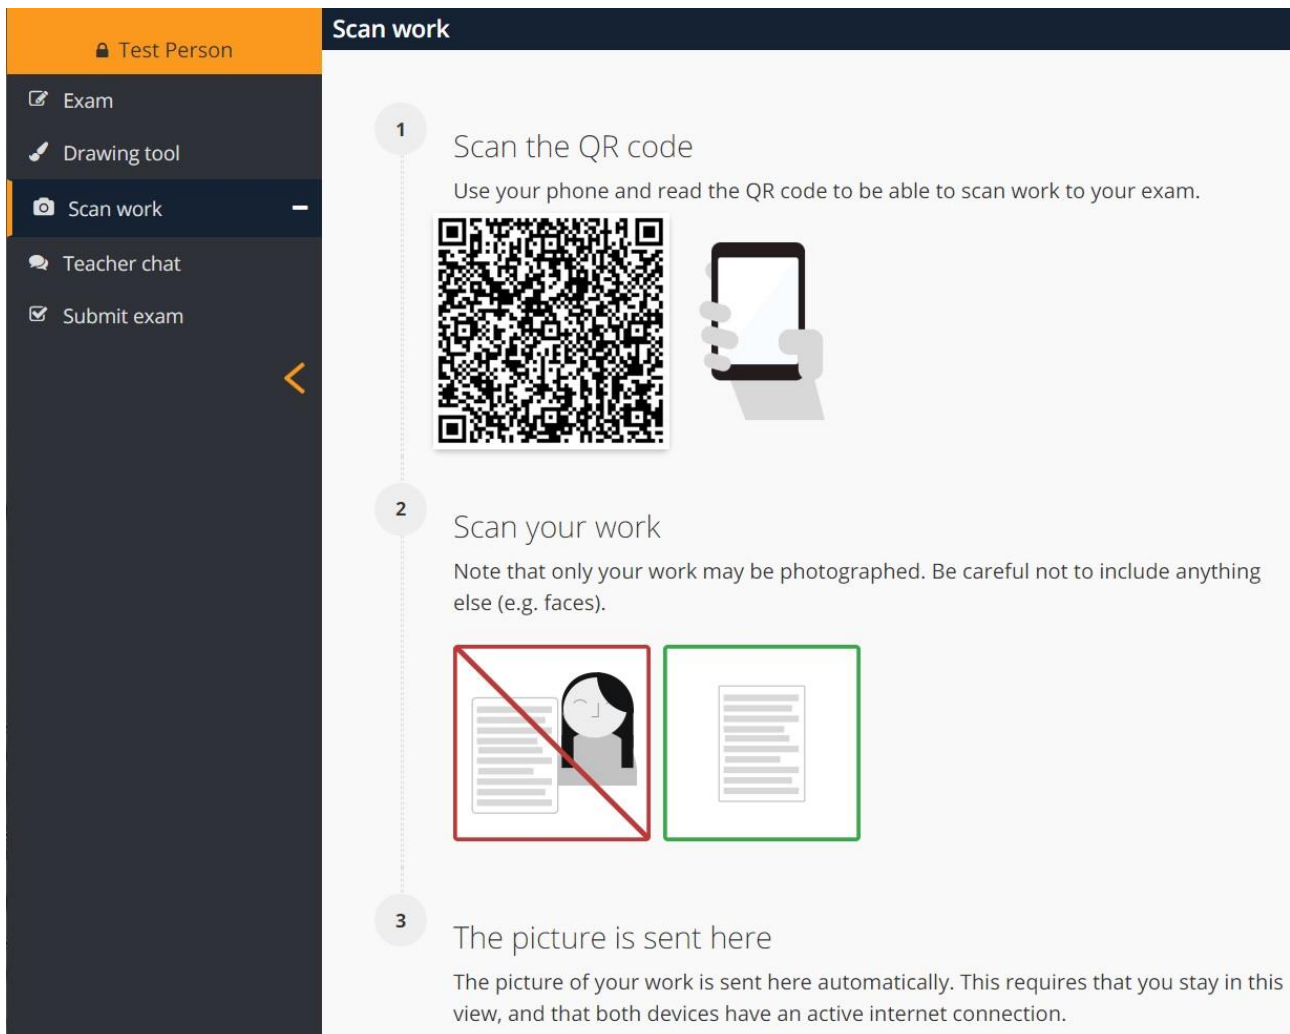 Test Person
Exam
Drawing tool
Scan work
Teacher chat
Submit exam
Scan work
1
Scan the QR code
Use your phone and read the QR code to be able to scan work to your exam.
2
Scan your work
Note that only your work may be photographed. Be careful not to include anything
else (e.g. faces).
3
The picture is sent here
The picture of your work is sent here automatically. This requires that you stay in this
view, and that both devices have an active internet connection.